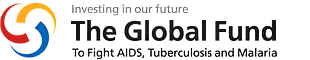 Investing in our future
The Global Fund
To Fight AIDS, Tuberculosis and Malaria